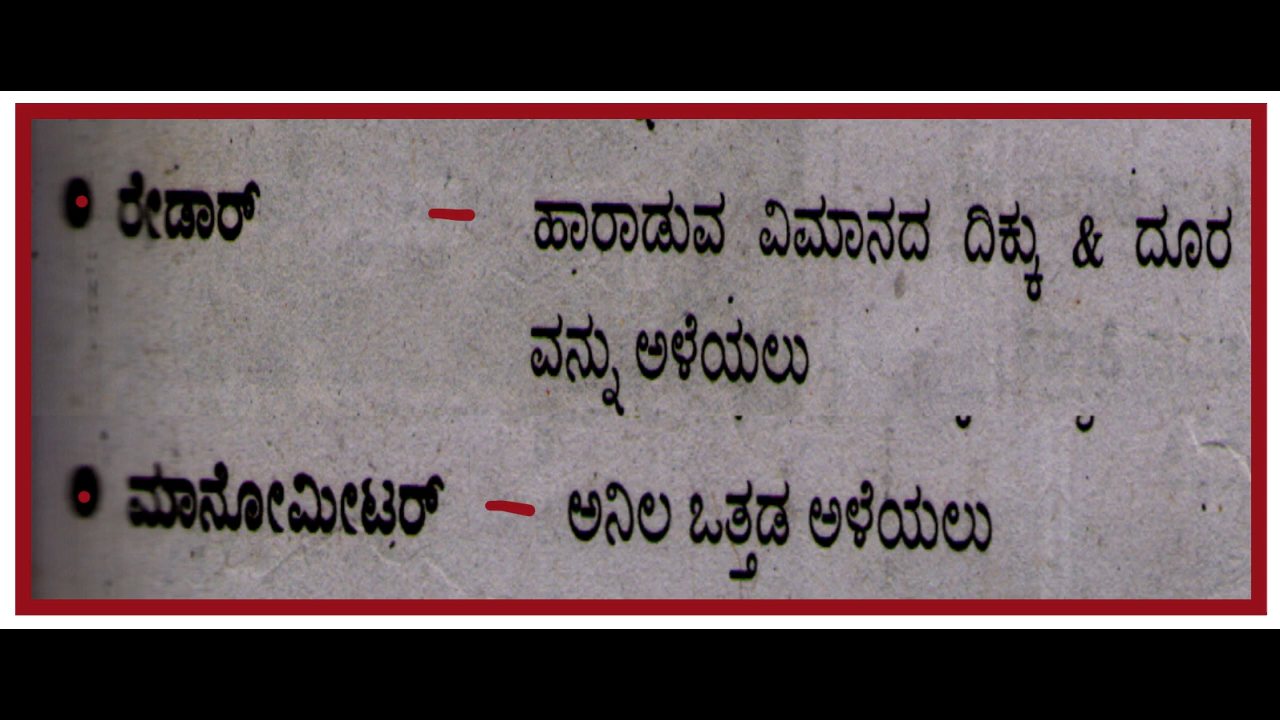 • ರೇಡಾರ್ – ಹಾರಾಡುವ ವಿಮಾನದ ದಿಕ್ಕು & ದೂರ
ವನ್ನು ಅಳೆಯಲು
• ಮಾನೋಮೀಟರ್ – ಅನಿಲ ಒತ್ತಡ ಅಳೆಯಲು